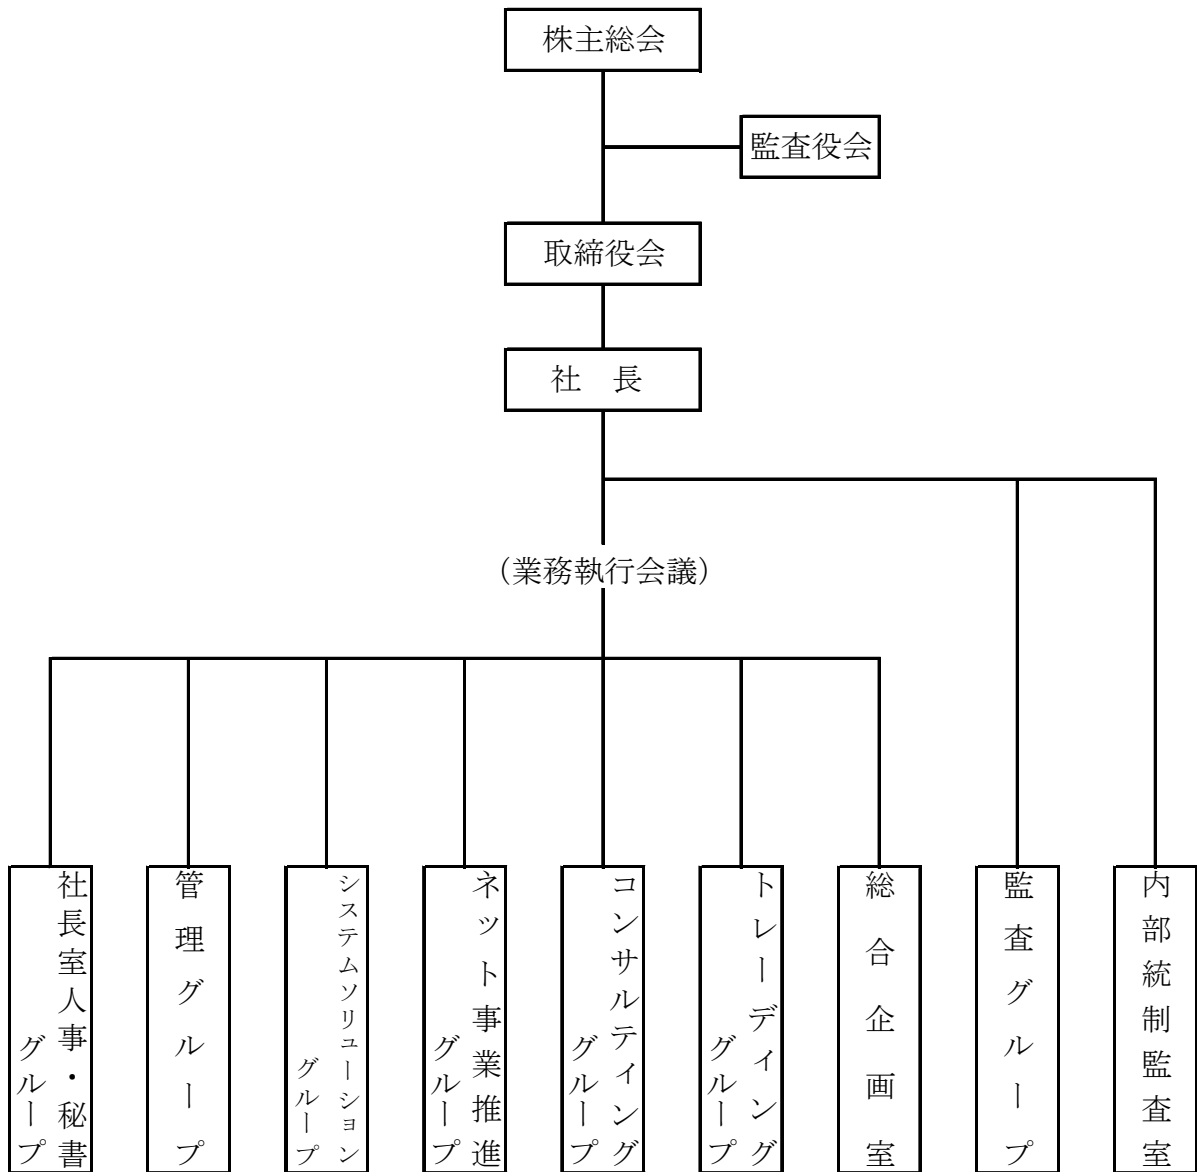 株主総会
監査役会
取締役会
社 長
(業務執行会議)
社長室人事・秘書
グループ
管理グループ
システムソリューション
グループ
ネット事業推進
グループ
コンサルティング
グループ
トレーディング
グループ
総合企画室
監査グループ
内部統制監査室